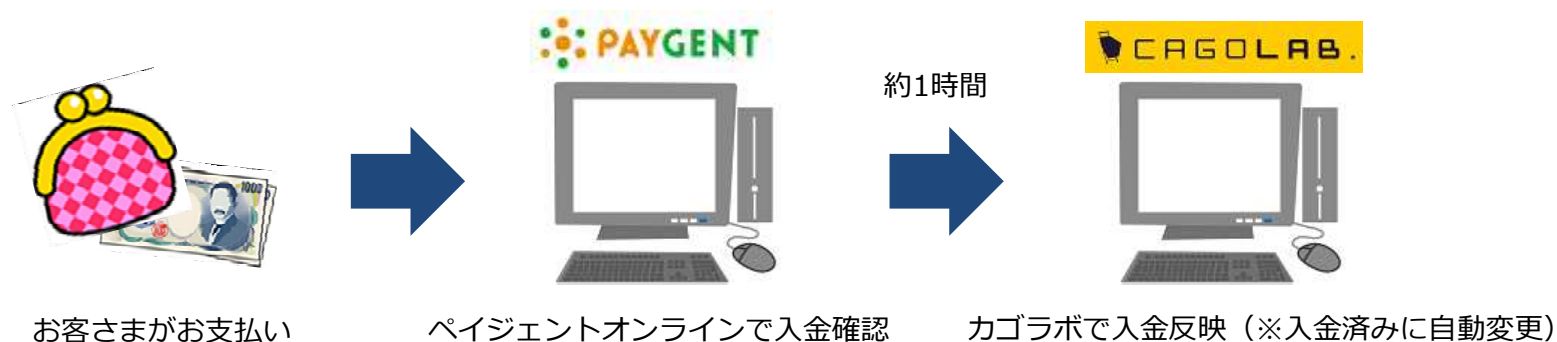 PAYGENT
CAGOLAB.
約1時間
1000
お客さまがお支払い
ペイジェントオンラインで入金確認
カゴラボで入金反映（※入金済みに自動変更）